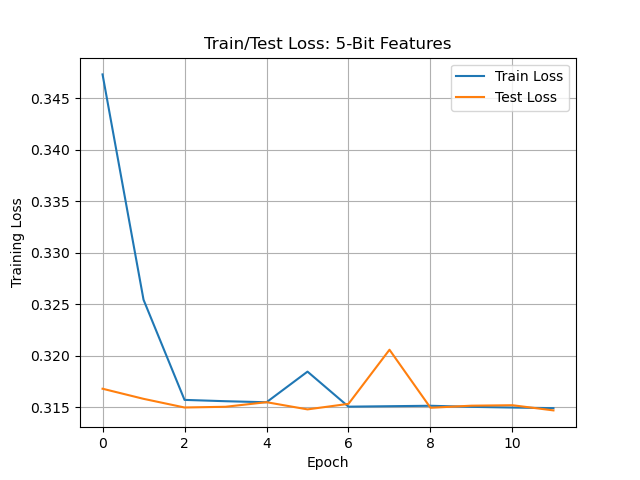 Train/Test Loss: 5-Bit Features
Train Loss
Test Loss
0.345
0.340
0.335
0.330
0.325
0.320
0.315
Training Loss
0 2 4 6 8 10
Epoch